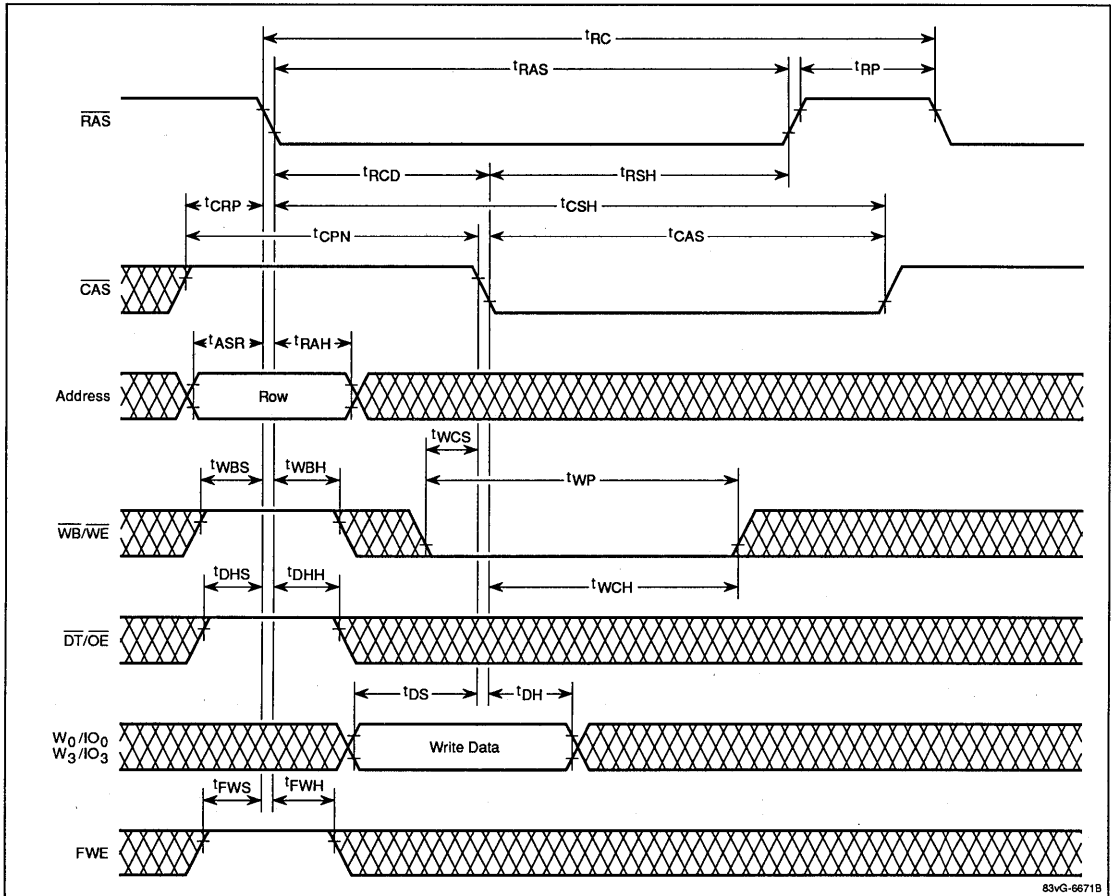 tRC
tRAS
tRP
RAS
tRCD
tRSH
tCRP
tCSH
tCPN
tCAS
CAS
tASR
tRAH
Address
Row
tWCS
tWBS
tWBH
tWP
WB/WE
tDHS
tDHH
tWCH
DT/OE
tDS
tDH
W0/IO0
W3/IO3
Write Data
tFWS
tFWH
FWE
83vG-6671B